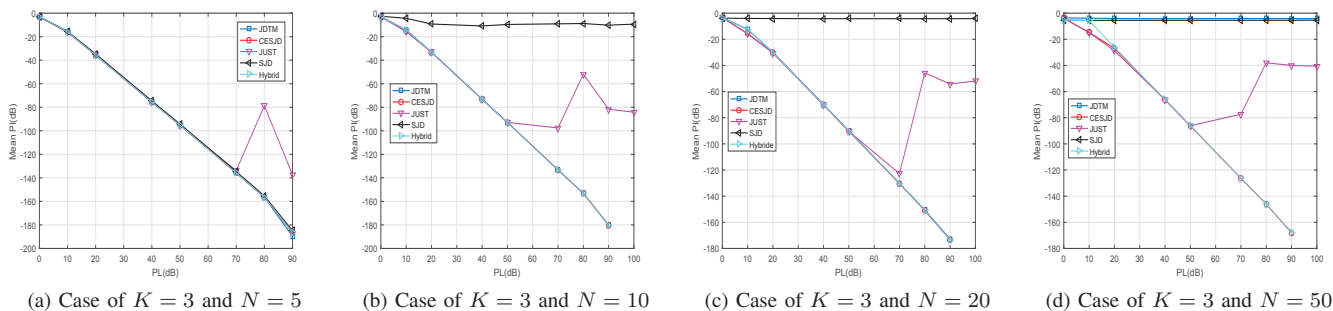 0
-20
-40
-60
-80
-100
-120
-140
-160
-180
-200
Mean PI(dB)
0 10 20 30 40 50 60 70 80 90
PL(dB)
JDTM
CESJD
JUST
SJD
Hybrid
(a) Case of K = 3 and N = 5
0
-20
-40
-60
-80
-100
-120
-140
-160
-180
-200
Mean PI(dB)
0 10 20 30 40 50 60 70 80 90 100
PL(dB)
JDTM
CESJD
JUST
SJD
Hybrid
(b) Case of K = 3 and N = 10
0
-20
-40
-60
-80
-100
-120
-140
-160
-180
Mean PI(dB)
0 10 20 30 40 50 60 70 80 90 100
PL(dB)
JDTM
CESJD
JUST
SJD
Hybride
(c) Case of K = 3 and N = 20
0
-20
-40
-60
-80
-100
-120
-140
-160
-180
Mean PI(dB)
0 10 20 30 40 50 60 70 80 90 100
PL(dB)
JDTM
CESJD
JUST
SJD
Hybrid
(d) Case of K = 3 and N = 50